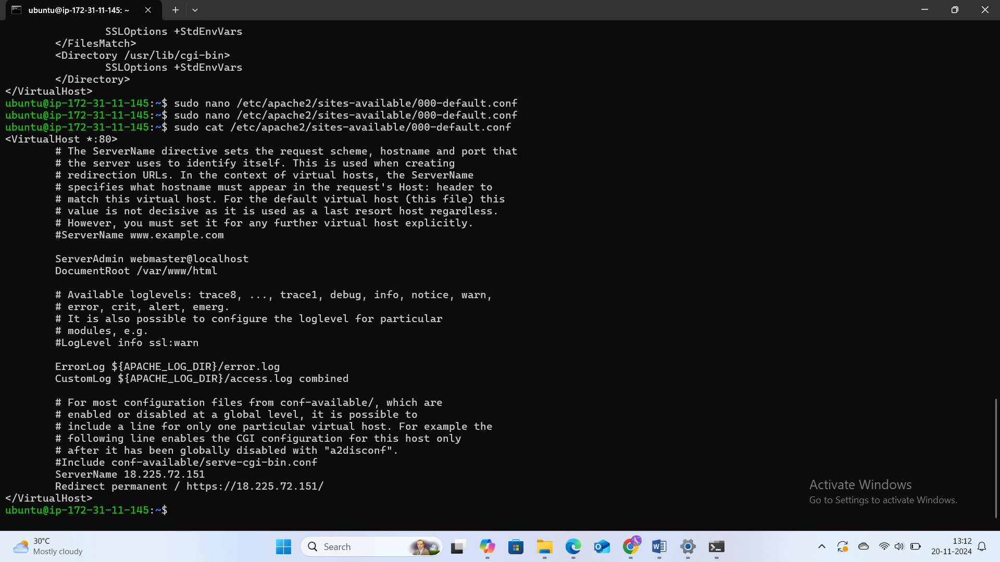 ubuntu@ip-172-31-11-145: ~
SSLOptions +StdEnvVars
</FilesMatch>
<Directory /usr/lib/cgi-bin>
SSLOptions +StdEnvVars
</Directory>
</VirtualHost>
ubuntu@ip-172-31-11-145:~$ sudo nano /etc/apache2/sites-available/000-default.conf
ubuntu@ip-172-31-11-145:~$ sudo nano /etc/apache2/sites-available/000-default.conf
ubuntu@ip-172-31-11-145:~$ sudo cat /etc/apache2/sites-available/000-default.conf
<VirtualHost *:80>
# The ServerName directive sets the request scheme, hostname and port that
# the server uses to identify itself. This is used when creating
# redirection URLs. In the context of virtual hosts, the ServerName
# specifies what hostname must appear in the request's Host: header to
# match this virtual host. For the default virtual host (this file) this
# value is not decisive as it is used as a last resort host regardless.
# However, you must set it for any further virtual host explicitly.
#ServerName www.example.com
ServerAdmin webmaster@localhost
DocumentRoot /var/www/html
# Available loglevels: trace8, ..., trace1, debug, info, notice, warn,
# error, crit, alert, emerg.
# It is also possible to configure the loglevel for particular
# modules, e.g.
#LogLevel info ssl:warn
ErrorLog ${APACHE_LOG_DIR}/error.log
CustomLog ${APACHE_LOG_DIR}/access.log combined
# For most configuration files from conf-available/, which are
# enabled or disabled at a global level, it is possible to
# include a line for only one particular virtual host. For example the
# following line enables the CGI configuration for this host only
# after it has been globally disabled with "a2disconf".
#Include conf-available/serve-cgi-bin.conf
ServerName 18.225.72.151
Redirect permanent / https://18.225.72.151/
</VirtualHost>
ubuntu@ip-172-31-11-145:~$
Activate Windows
Go to Settings to activate Windows.
30°C
Mostly cloudy
Search
13:12
20-11-2024